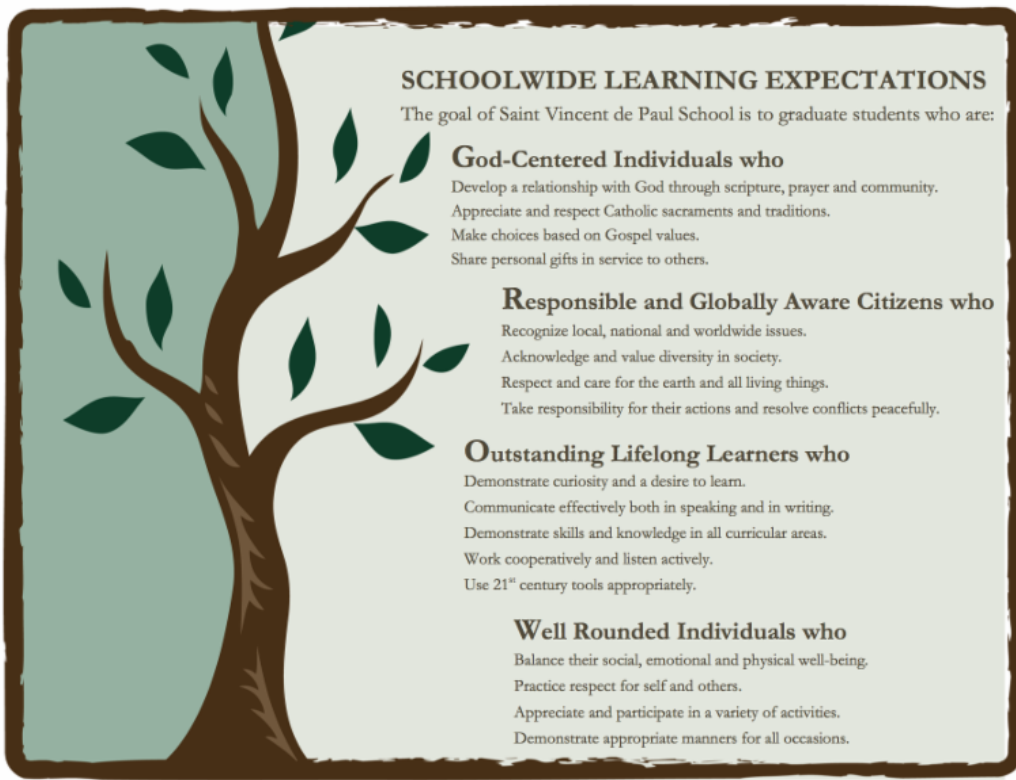 SCHOOLWIDE LEARNING EXPECTATIONS
The goal of Saint Vincent de Paul School is to graduate students who are:
God-Centered Individuals who
Develop a relationship with God through scripture, prayer and community.
Appreciate and respect Catholic sacraments and traditions.
Make choices based on Gospel values.
Share personal gifts in service to others.
Responsible and Globally Aware Citizens who
Recognize local, national and worldwide issues.
Acknowledge and value diversity in society.
Respect and care for the earth and all living things.
Take responsibility for their actions and resolve conflicts peacefully.
Outstanding Lifelong Learners who
Demonstrate curiosity and a desire to learn.
Communicate effectively both in speaking and in writing.
Demonstrate skills and knowledge in all curricular areas.
Work cooperatively and listen actively.
Use 21st century tools appropriately.
Well Rounded Individuals who
Balance their social, emotional and physical well-being.
Practice respect for self and others.
Appreciate and participate in a variety of activities.
Demonstrate appropriate manners for all occasions.